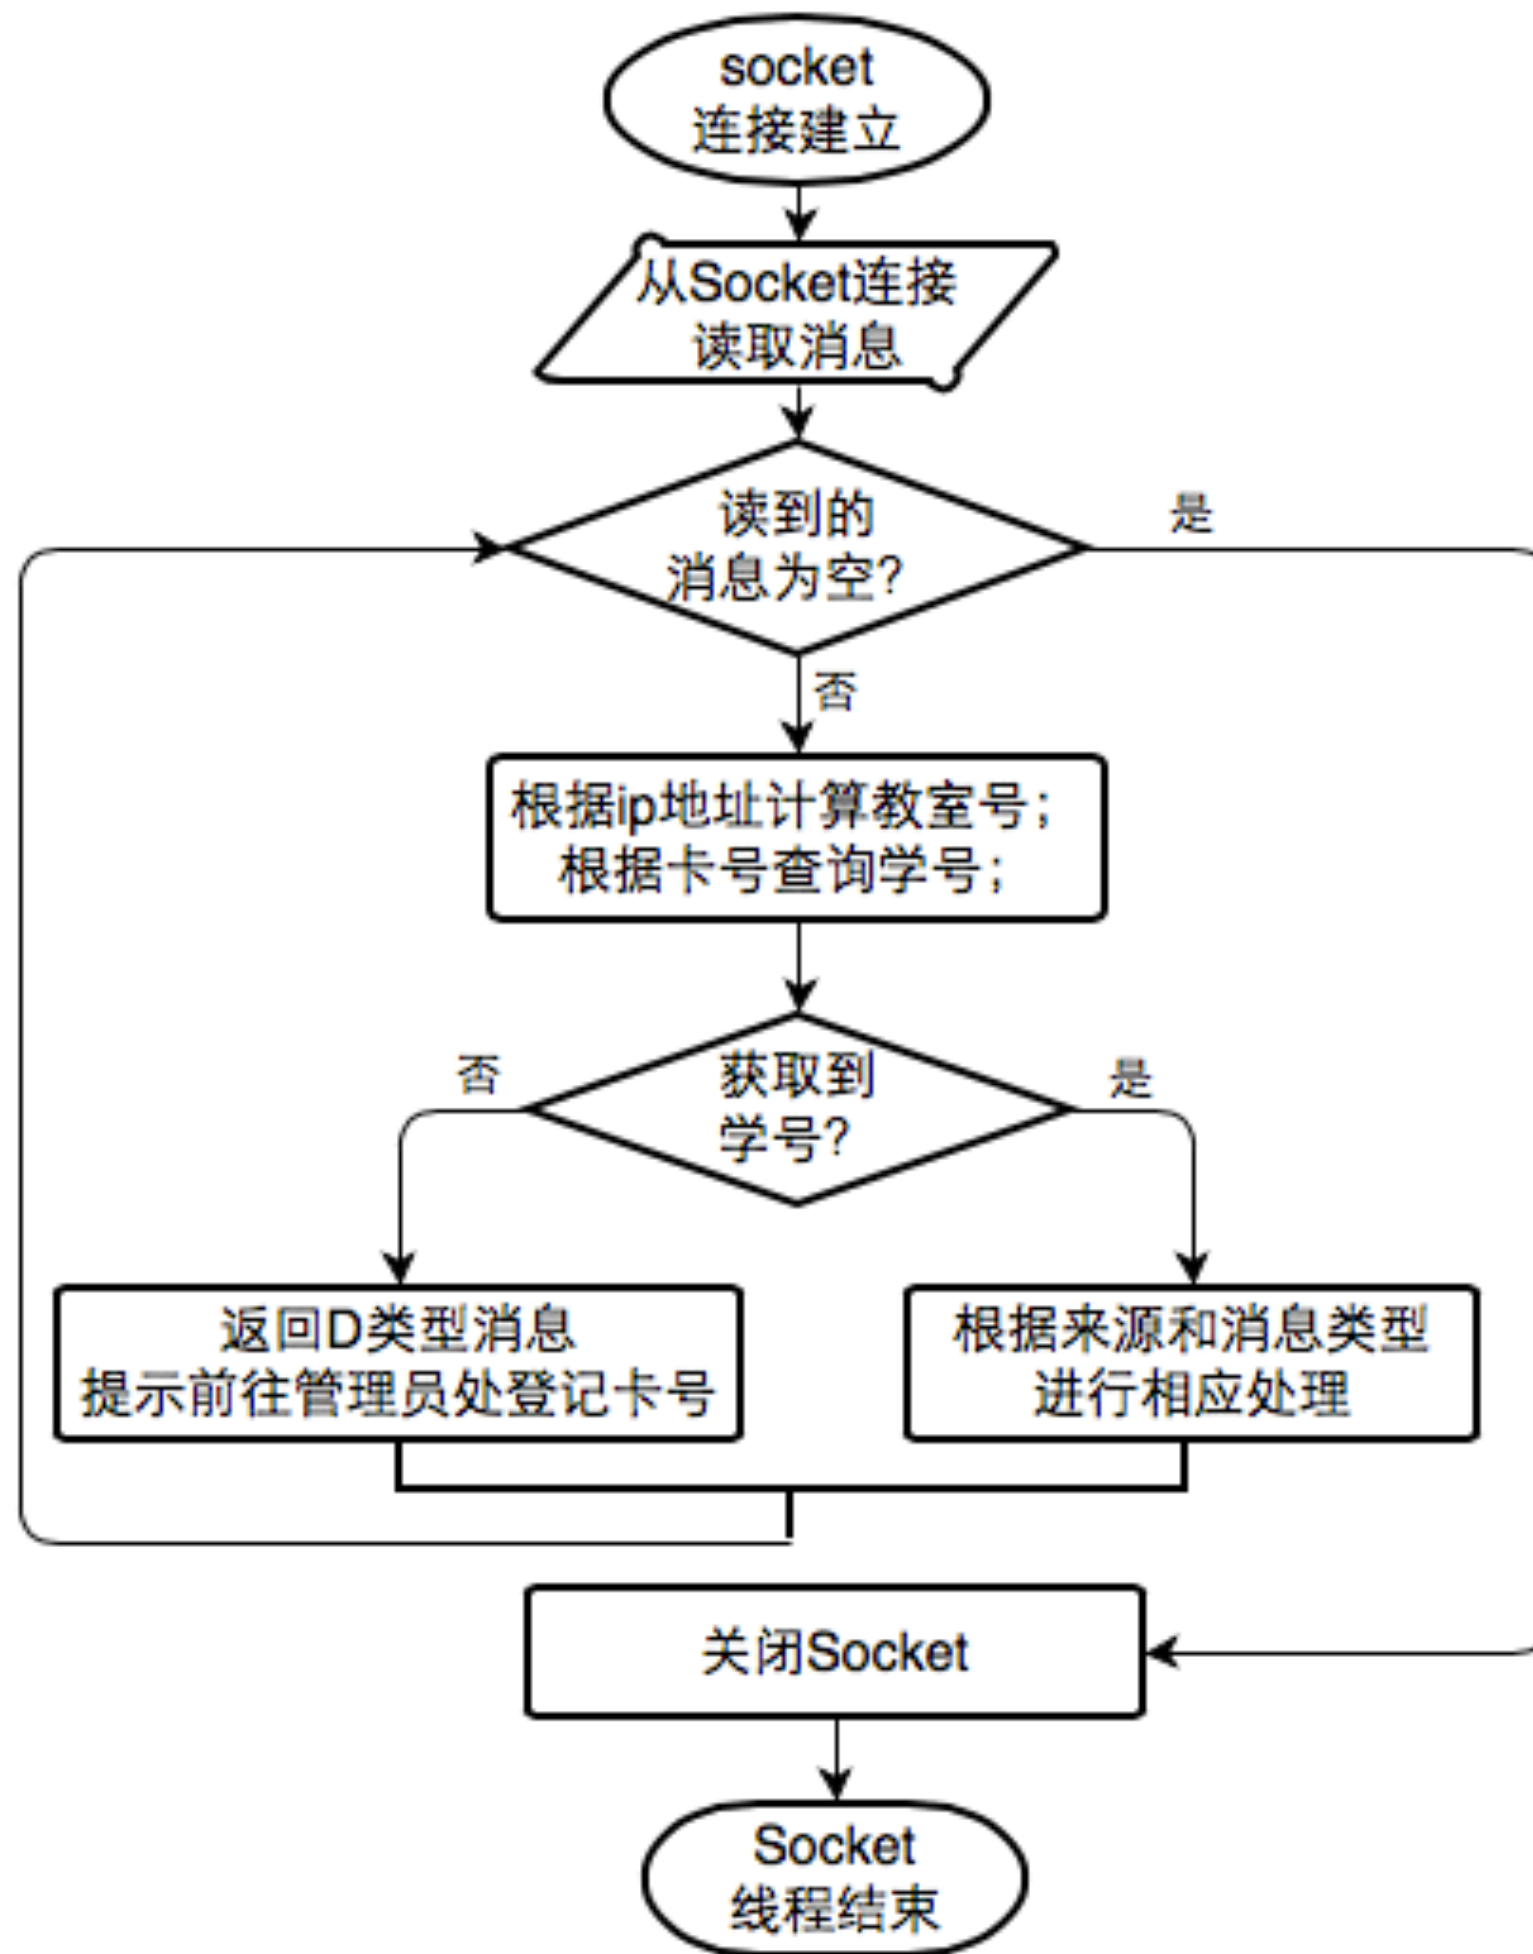 socket
连接建立
从Socket连接
读取消息
读到的
消息为空?
是
否
根据ip地址计算教室号;
根据卡号查询学号;
获取到
学号?
否
是
返回D类型消息
提示前往管理员处登记卡号
根据来源和消息类型
进行相应处理
关闭Socket
Socket
线程结束